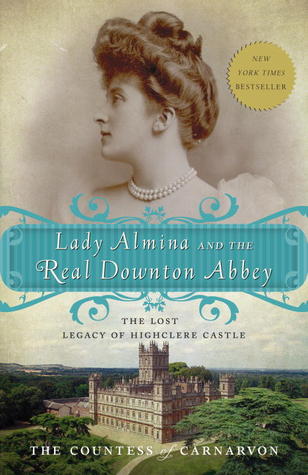 NEW
YORK TIMES
BESTSELLER
Lady Almina AND THE
Real Downton Abbey
THE LOST
LEGACY OF HIGHCLERE CASTLE
THE COUNTESS of CARNARVON